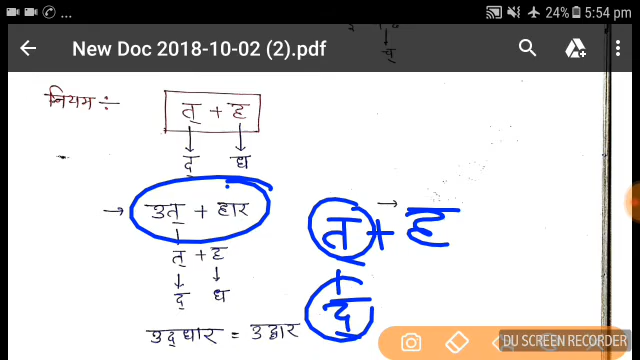 24% 5:54 pm
New Doc 2018-10-02 (2).pdf
नियम ÷
त् + ह
द् ध
→ उत् + हार
त् + ह
द् ध
उद्धार = उद्धार
त् + ह
द्
DU SCREEN RECORDER